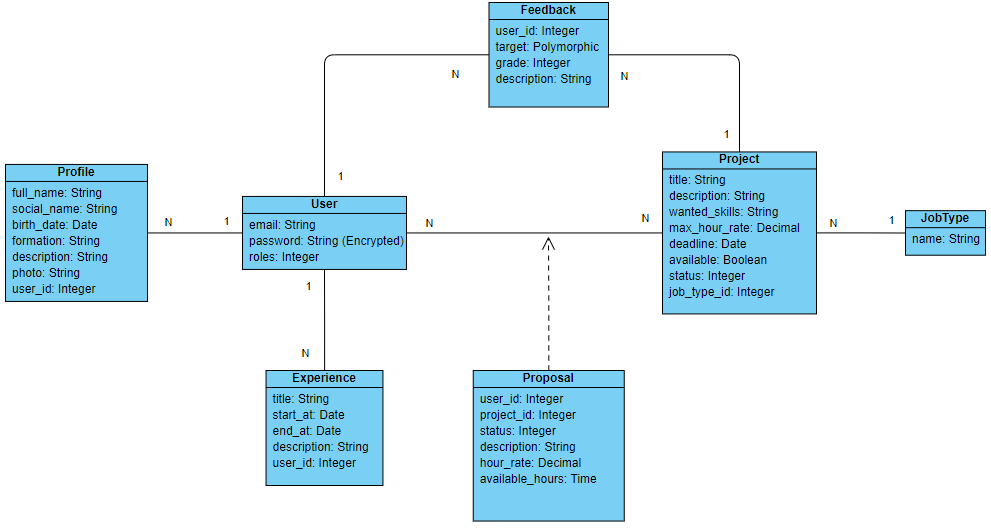 Feedback
user_id: Integer
target: Polymorphic
grade: Integer
description: String
N
N
1
1
Profile
full_name: String
social_name: String
birth_date: Date
formation: String
description: String
photo: String
user_id: Integer
N
1
User
email: String
password: String (Encrypted)
roles: Integer
N
N
Project
title: String
description: String
wanted_skills: String
max_hour_rate: Decimal
deadline: Date
available: Boolean
status: Integer
job_type_id: Integer
N
1
JobType
name: String
1
N
Experience
title: String
start_at: Date
end_at: Date
description: String
user_id: Integer
Proposal
user_id: Integer
project_id: Integer
status: Integer
description: String
hour_rate: Decimal
available_hours: Time